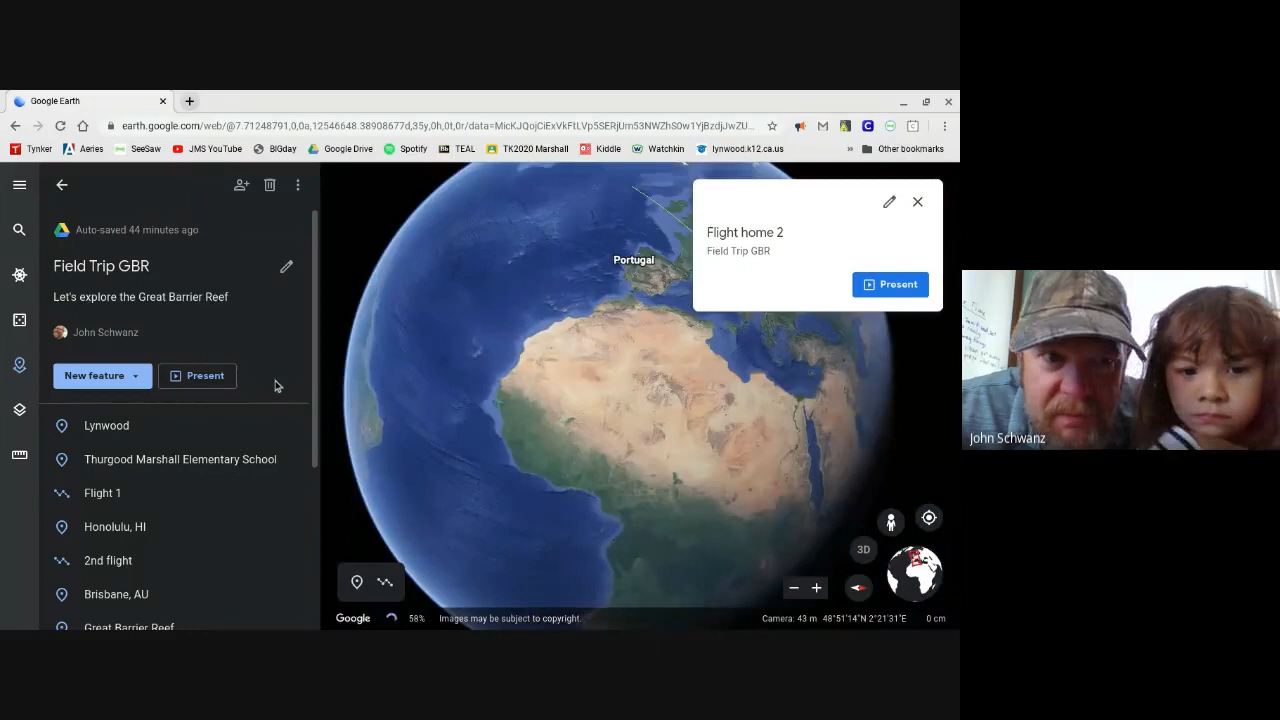 Google Earth
earth.google.com/web/@7.71248791,0,0a,12546648.38908677d,35y,0h,0t,0r/data=MicKJQojCiExVkFtLVp5SERjUm53NWZhS0w1YjBzdjJwZU...
Tynker Aeries SeeSaw JMS YouTube BIGday Google Drive Spotify TEAL TK2020 Marshall Kiddle Watchkin lynwood.k12.ca.us » Other bookmarks
Auto-saved 44 minutes ago
Field Trip GBR
Let's explore the Great Barrier Reef
John Schwanz
New feature Present
Lynwood
Thurgood Marshall Elementary School
Flight 1
Honolulu, HI
2nd flight
Brisbane, AU
Great Barrier Reef
Portugal
Flight home 2
Field Trip GBR
Present
3D
Google 58% Images may be subject to copyright. Camera: 43 m 48°51'14"N 2°21'31"E 0 cm
John Schwanz